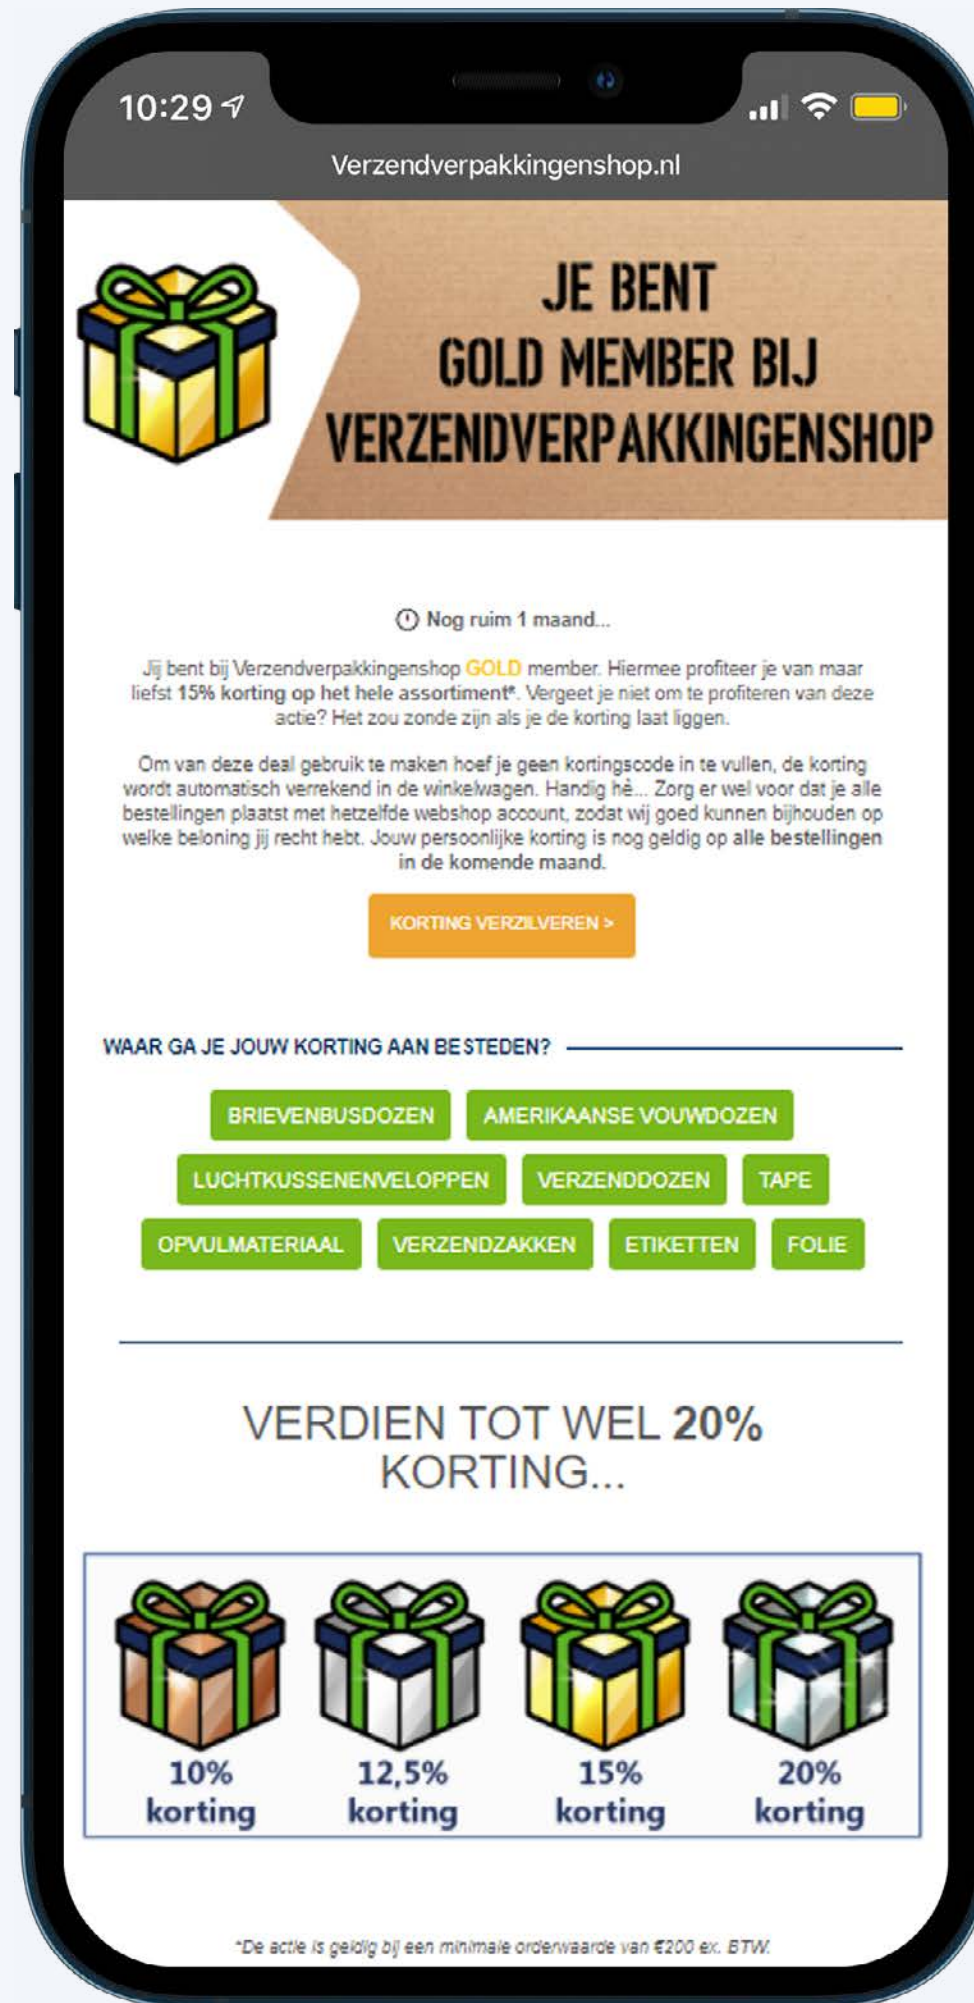 10:29
Verzendverpakkingenshop.nl
JE BENT
GOLD MEMBER BIJ
VERZENDVERPAKKINGENSHOP
Nog ruim 1 maand...
Jij bent bij Verzendverpakkingenshop GOLD member. Hiermee profiteer je van maar
liefst 15% korting op het hele assortiment*. Vergeet je niet om te profiteren van deze
actie? Het zou zonde zijn als je de korting laat liggen.
Om van deze deal gebruik te maken hoef je geen kortingscode in te vullen, de korting
wordt automatisch verrekend in de winkelwagen. Handig hè... Zorg er wel voor dat je alle
bestellingen plaatst met hetzelfde webshop account, zodat wij goed kunnen bijhouden op
welke beloning jij recht hebt. Jouw persoonlijke korting is nog geldig op alle bestellingen
in de komende maand.
KORTING VERZILVEREN >
WAAR GA JE JOUW KORTING AAN BESTEDEN?
BRIEVENBUSDOZEN AMERIKAANSE VOUWDOZEN
LUCHTKUSSENENVELOPPEN VERZENDDOZEN TAPE
OPVULMATERIAAL VERZENDZAKKEN ETIKETTEN FOLIE
VERDIEN TOT WEL 20%
KORTING...
10% 12,5% 15% 20%
korting korting korting korting
*De actie is geldig bij een minimale orderwaarde van €200 ex. BTW.